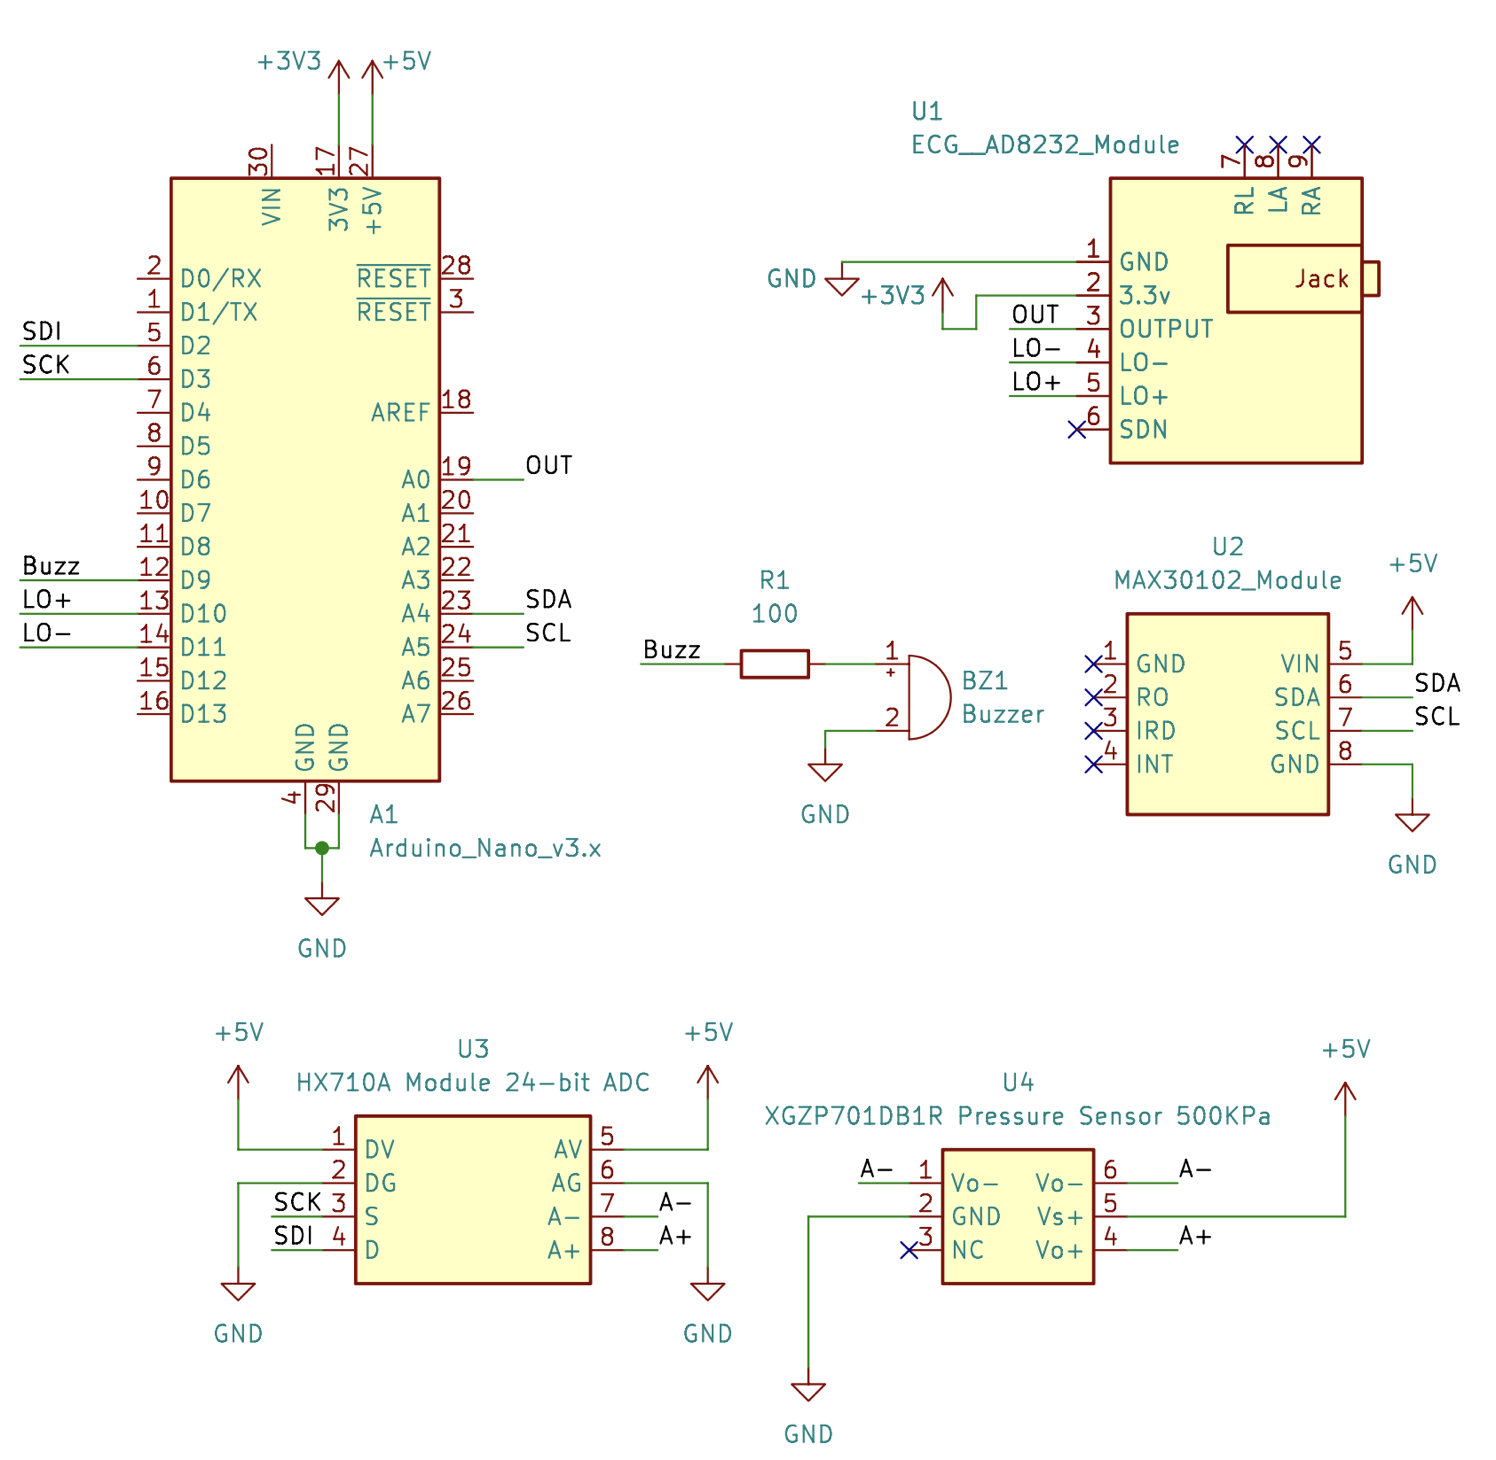 +3V3
+5V
30
17
27
VIN
3V3
+5V
2 D0/RX
RESET 28
1 D1/TX
RESET 3
SDI 5 D2
SCK 6 D3
7 D4
AREF 18
8 D5
9 D6
A0 19 OUT
10 D7
A1 20
11 D8
A2 21
Buzz 12 D9
A3 22
LO+ 13 D10
A4 23 SDA
LO- 14 D11
A5 24 SCL
15 D12
A6 25
16 D13
A7 26
GND
GND
4
29
A1
Arduino_Nano_v3.x
GND
U1
ECG__AD8232_Module
7
8
9
RL
LA
RA
Jack
GND
1 GND
+3V3
2 3.3v
OUT 3 OUTPUT
LO- 4 LO-
LO+ 5 LO+
6 SDN
R1
100
Buzz
1
+
2
BZ1
Buzzer
GND
U2
MAX30102_Module
+5V
1 GND
VIN 5
2 RO
SDA 6 SDA
3 IRD
SCL 7 SCL
4 INT
GND 8
GND
+5V
+5V
U3
HX710A Module 24-bit ADC
1 DV
AV 5
2 DG
AG 6
SCK 3 S
A- 7 A-
SDI 4 D
A+ 8 A+
GND
GND
+5V
U4
XGZP701DB1R Pressure Sensor 500KPa
A- 1 Vo-
Vo- 6 A-
2 GND
Vs+ 5
3 NC
Vo+ 4 A+
GND